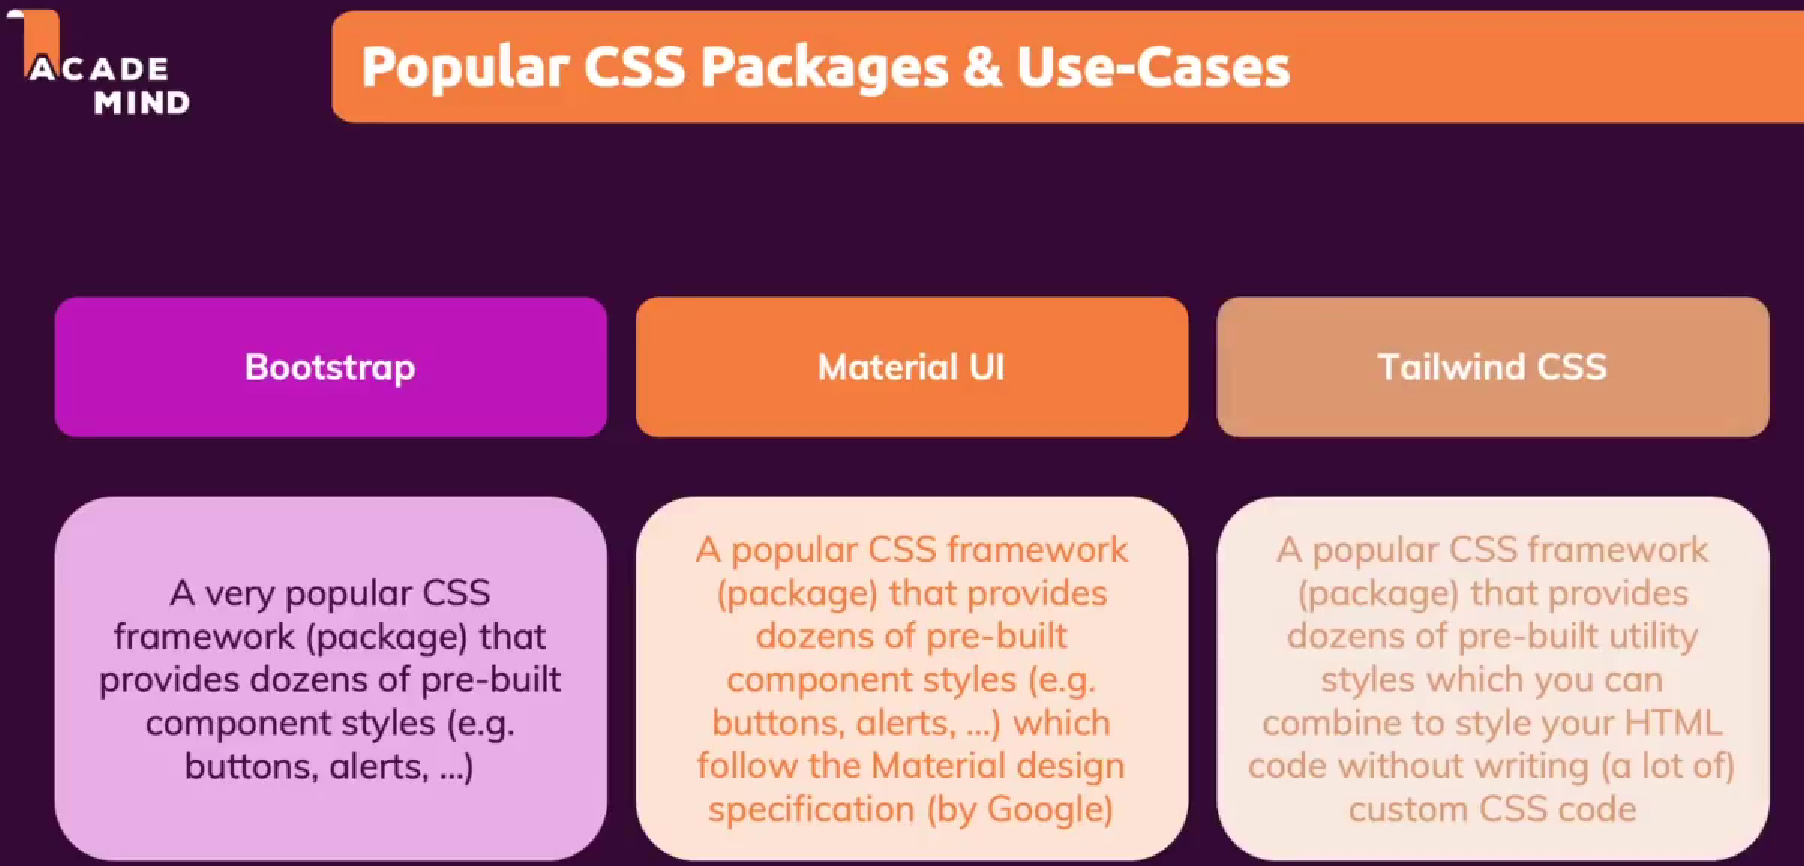 ACADE
MIND
Popular CSS Packages & Use-Cases
Bootstrap
Material UI
Tailwind CSS
A very popular CSS
framework (package) that
provides dozens of pre-built
component styles (e.g.
buttons, alerts, ...)
A popular CSS framework
(package) that provides
dozens of pre-built
component styles (e.g.
buttons, alerts, ...) which
follow the Material design
specification (by Google)
A popular CSS framework
(package) that provides
dozens of pre-built utility
styles which you can
combine to style your HTML
code without writing (a lot of)
custom CSS code